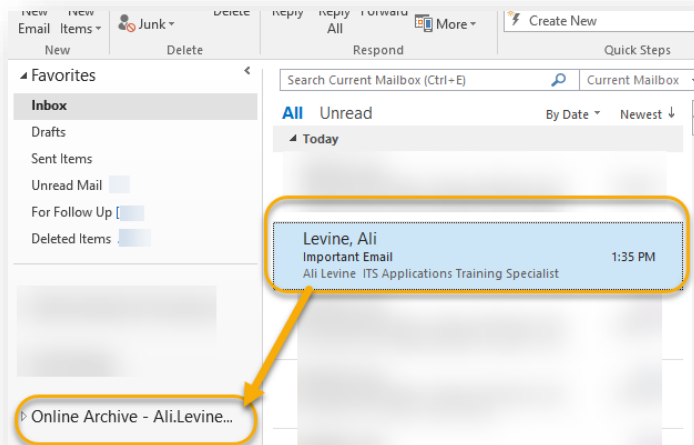 New New Delete Reply Reply Forward
Email Items Junk All More Create New
New Delete Respond Quick Steps
Favorites
Inbox
Drafts
Sent Items
Unread Mail
For Follow Up [
Deleted Items
Online Archive - Ali.Levine...
Search Current Mailbox (Ctrl+E) Current Mailbox
All Unread By Date Newest
Today
Levine, Ali
Important Email 1:35 PM
Ali Levine ITS Applications Training Specialist